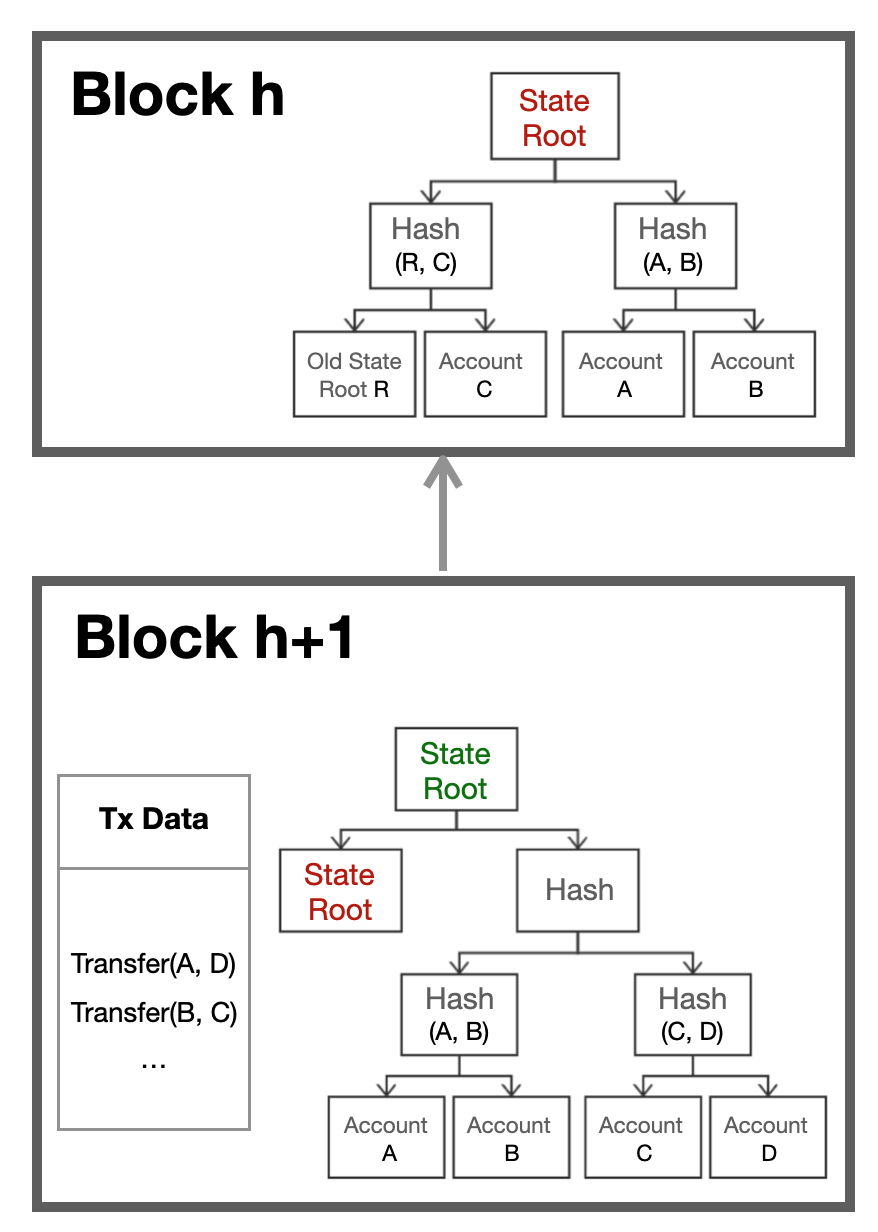 Block h
State
Root
Hash
(R, C)
Hash
(A, B)
Old State
Root R
Account
C
Account
A
Account
B
Block h+1
Tx Data
Transfer(A, D)
Transfer(B, C)
...
State
Root
State
Root
Hash
Hash
(A, B)
Hash
(C, D)
Account
A
Account
B
Account
C
Account
D